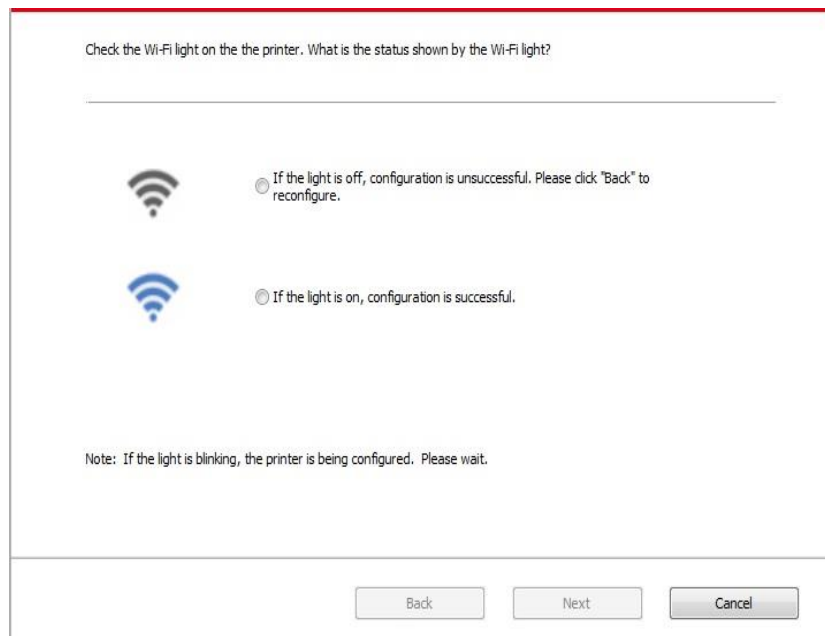 Check the Wi-Fi light on the the printer. What is the status shown by the Wi-Fi light?
If the light is off, configuration is unsuccessful. Please click "Back" to
reconfigure.
If the light is on, configuration is successful.
Note: If the light is blinking, the printer is being configured. Please wait.
Back
Next
Cancel